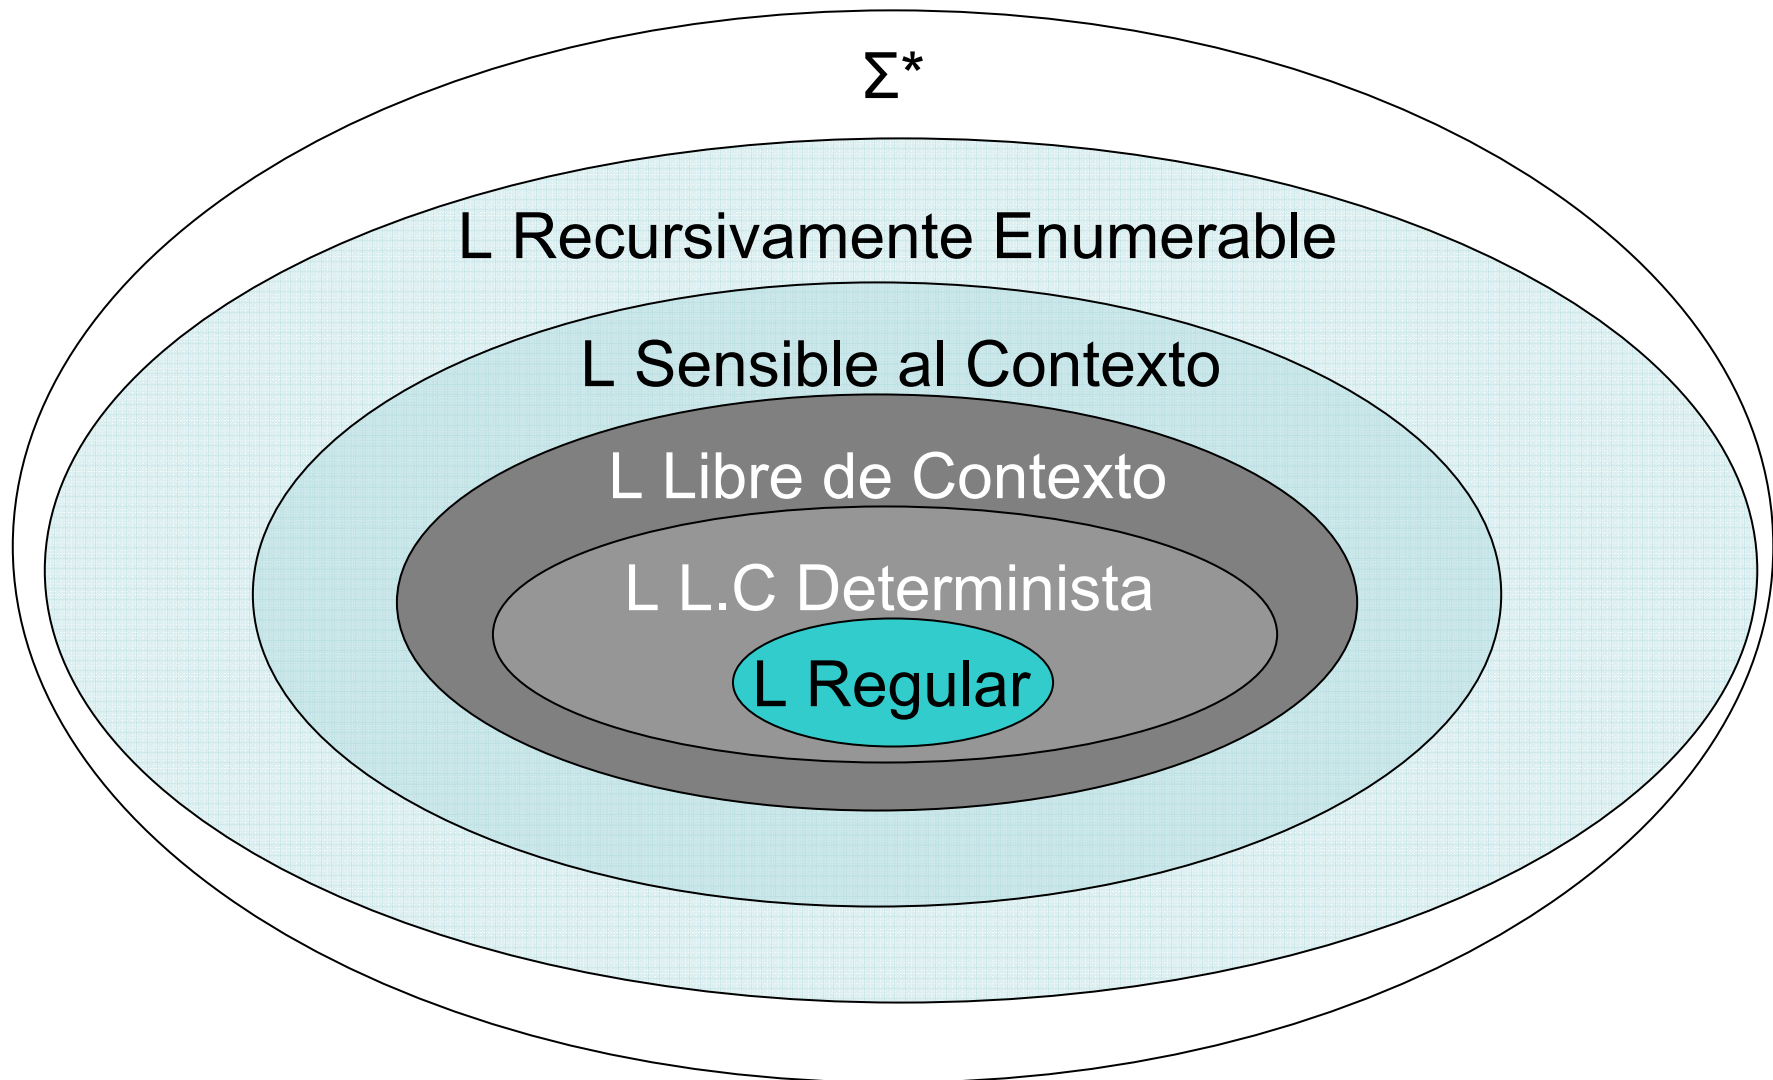 Σ*
L Recursivamente Enumerable
L Sensible al Contexto
L Libre de Contexto
L L.C Determinista
L Regular